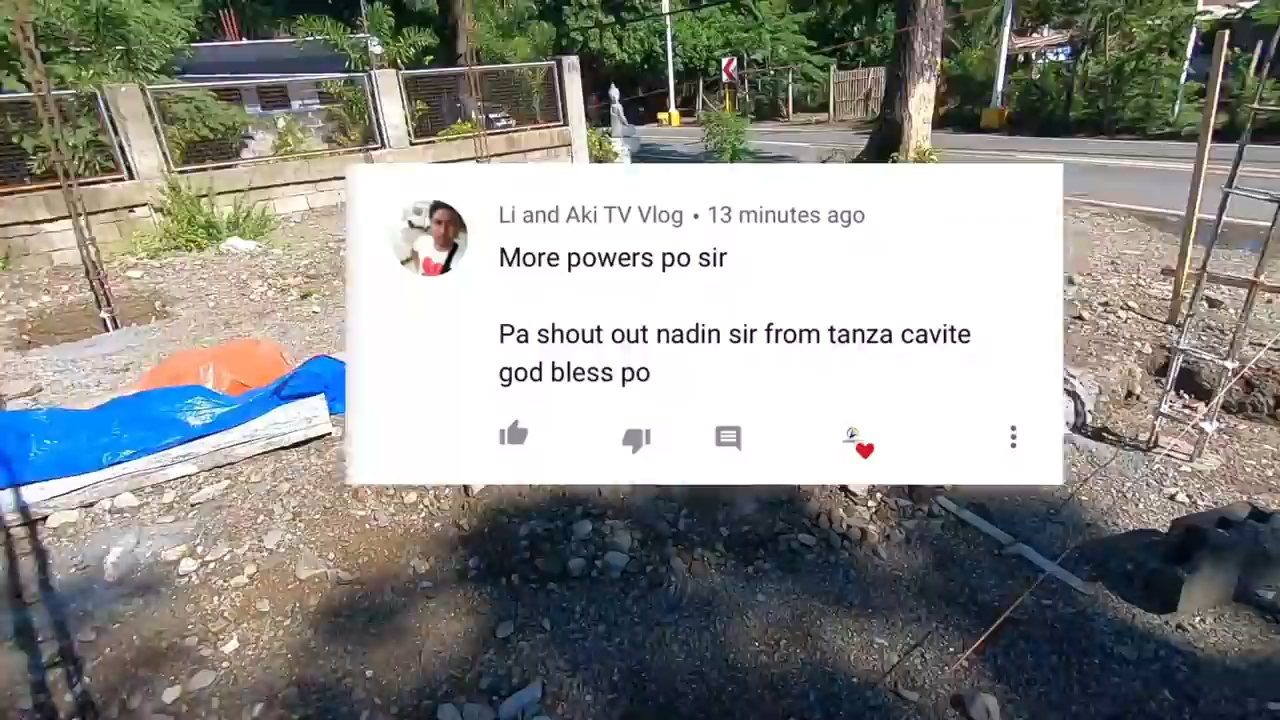 Li and Aki TV Vlog • 13 minutes ago
More powers po sir
Pa shout out nadin sir from tanza cavite
god bless po